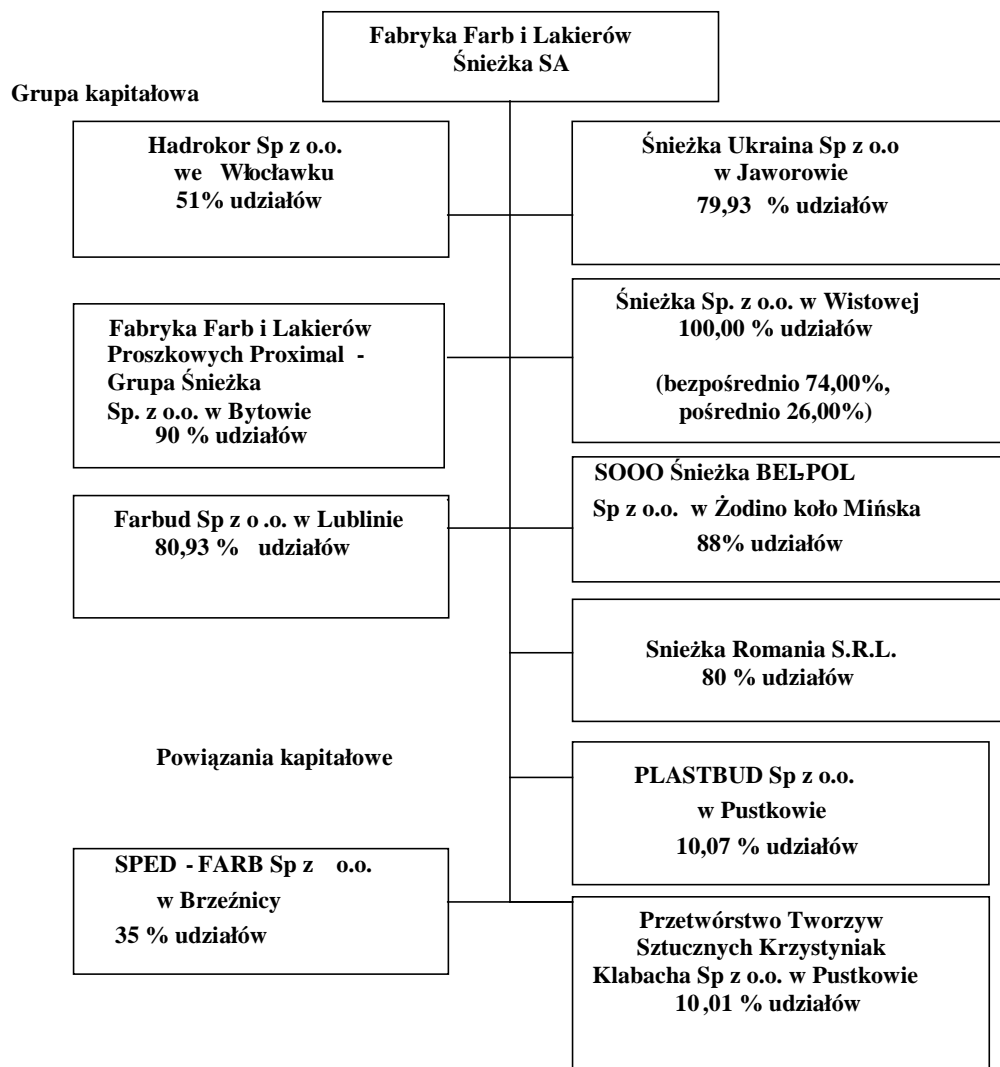 Fabryka Farb i Lakierów
Śnieżka SA
Grupa kapitałowa
Hadrokor Sp z o.o.
we Włocławku
51% udziałów
Śnieżka Ukraina Sp z o.o
w Jaworowie
79,93 % udziałów
Fabryka Farb i Lakierów
Proszkowych Proximal -
Grupa Śnieżka
Sp. z o.o. w Bytowie
90 % udziałów
Śnieżka Sp. z o.o. w Wistowej
100,00 % udziałów
(bezpośrednio 74,00%,
pośrednio 26,00%)
Farbud Sp z o .o. w Lublinie
80,93 % udziałów
SOOO Śnieżka BEL-POL
Sp z o.o. w Żodino koło Mińska
88% udziałów
Snieżka Romania S.R.L.
80 % udziałów
Powiązania kapitałowe
PLASTBUD Sp z o.o.
w Pustkowie
10,07 % udziałów
SPED - FARB Sp z o.o.
w Brzeźnicy
35 % udziałów
Przetwórstwo Tworzyw
Sztucznych Krzystyniak
Klabacha Sp z o.o. w Pustkowie
10,01 % udziałów